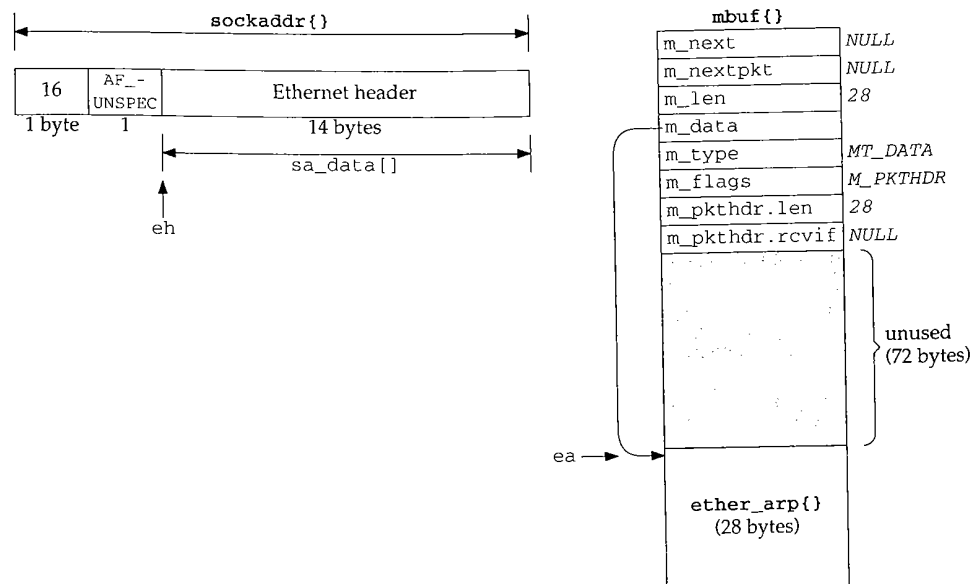 sockaddr{}
16
AF_-
UNSPEC
Ethernet header
1 byte
1
14 bytes
sa_data[]
eh
mbuf{}
m_next NULL
m_nextpkt NULL
m_len 28
m_data
m_type MT_DATA
m_flags M_PKTHDR
m_pkthdr.len 28
m_pkthdr.rcvif NULL
unused
(72 bytes)
ea
ether_arp{}
(28 bytes)